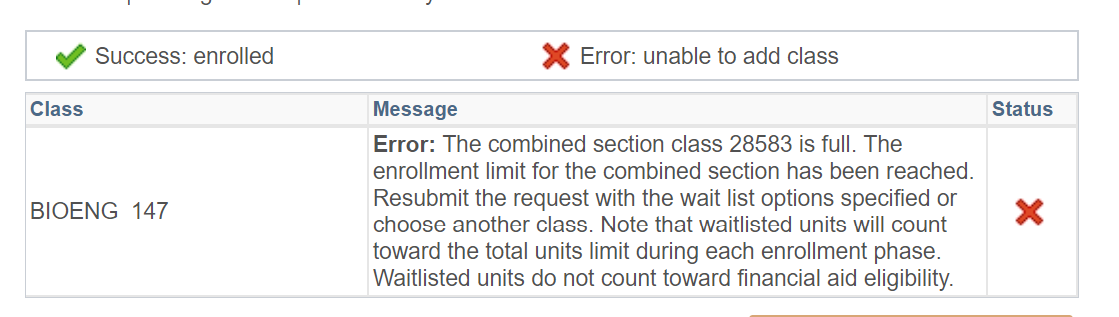 Success: enrolled
Error: unable to add class
Class
Message
Status
BIOENG 147
Error: The combined section class 28583 is full. The
enrollment limit for the combined section has been reached.
Resubmit the request with the wait list options specified or
choose another class. Note that waitlisted units will count
toward the total units limit during each enrollment phase.
Waitlisted units do not count toward financial aid eligibility.